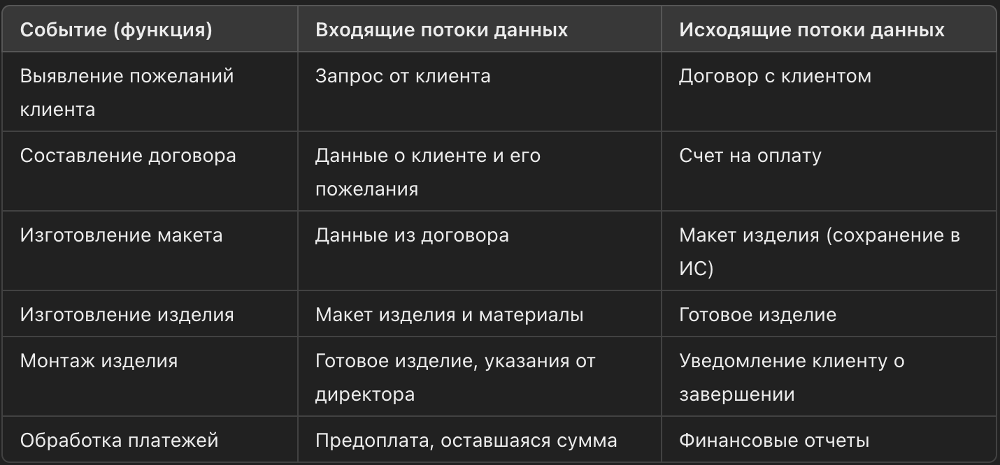 Событие (функция)
Входящие потоки данных
Исходящие потоки данных
Выявление пожеланий
клиента
Запрос от клиента
Договор с клиентом
Составление договора
Данные о клиенте и его
пожелания
Счет на оплату
Изготовление макета
Данные из договора
Макет изделия (сохранение в
ИС)
Изготовление изделия
Макет изделия и материалы
Готовое изделие
Монтаж изделия
Готовое изделие, указания от
директора
Уведомление клиенту о
завершении
Обработка платежей
Предоплата, оставшаяся сумма
Финансовые отчеты